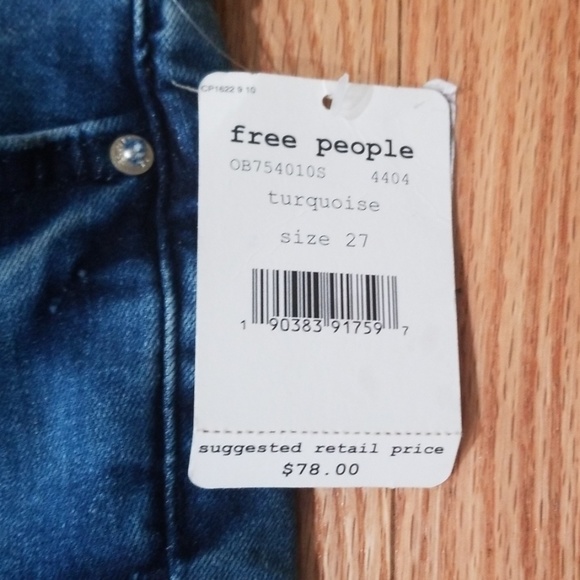 CP1622 9 10
free people
OB754010S 4404
turquoise
size 27
1 90383 91759 7
suggested retail price
$78.00